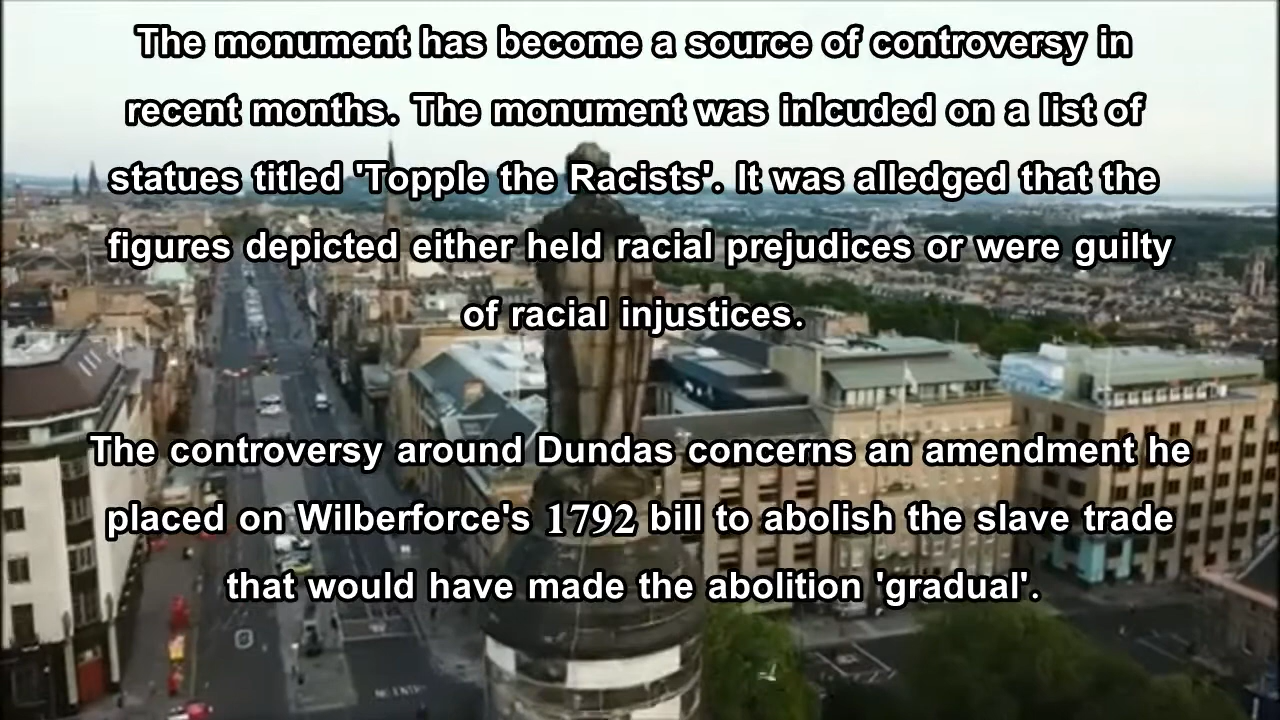 The monument has become a source of controversy in
recent months. The monument was inlcuded on a list of
statues titled 'Topple the Racists'. It was alledged that the
figures depicted either held racial prejudices or were guilty
of racial injustices.
The controversy around Dundas concerns an amendment he
placed on Wilberforce's 1792 bill to abolish the slave trade
that would have made the abolition 'gradual'.